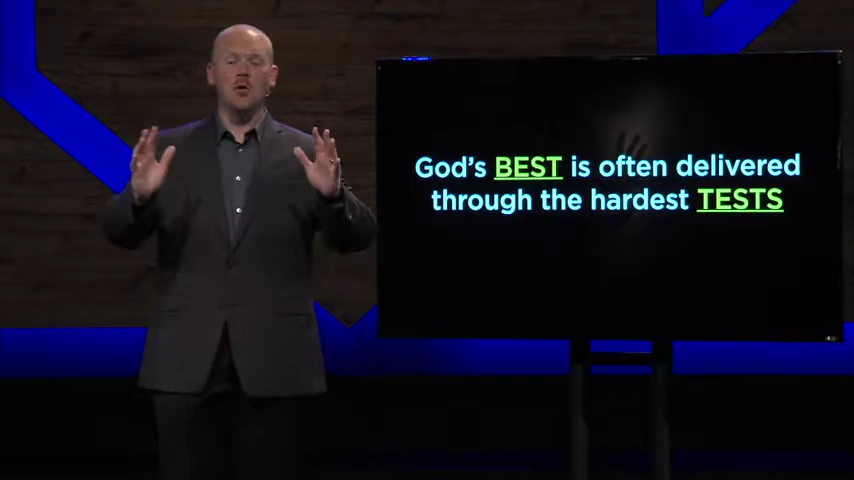 God's BEST is often delivered
through the hardest TESTS